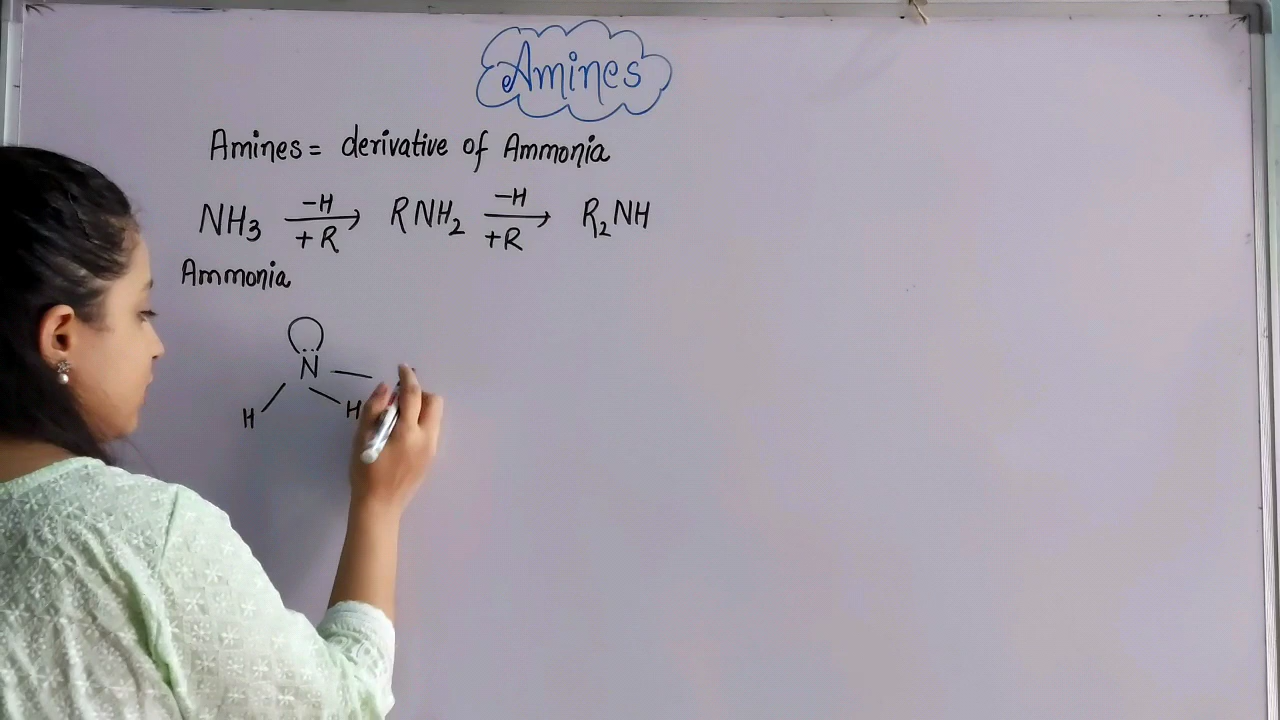 Amines
Amines = derivative of Ammonia
NH3 -H +R → RNH2 -H +R → R2NH
Ammonia
N
H H